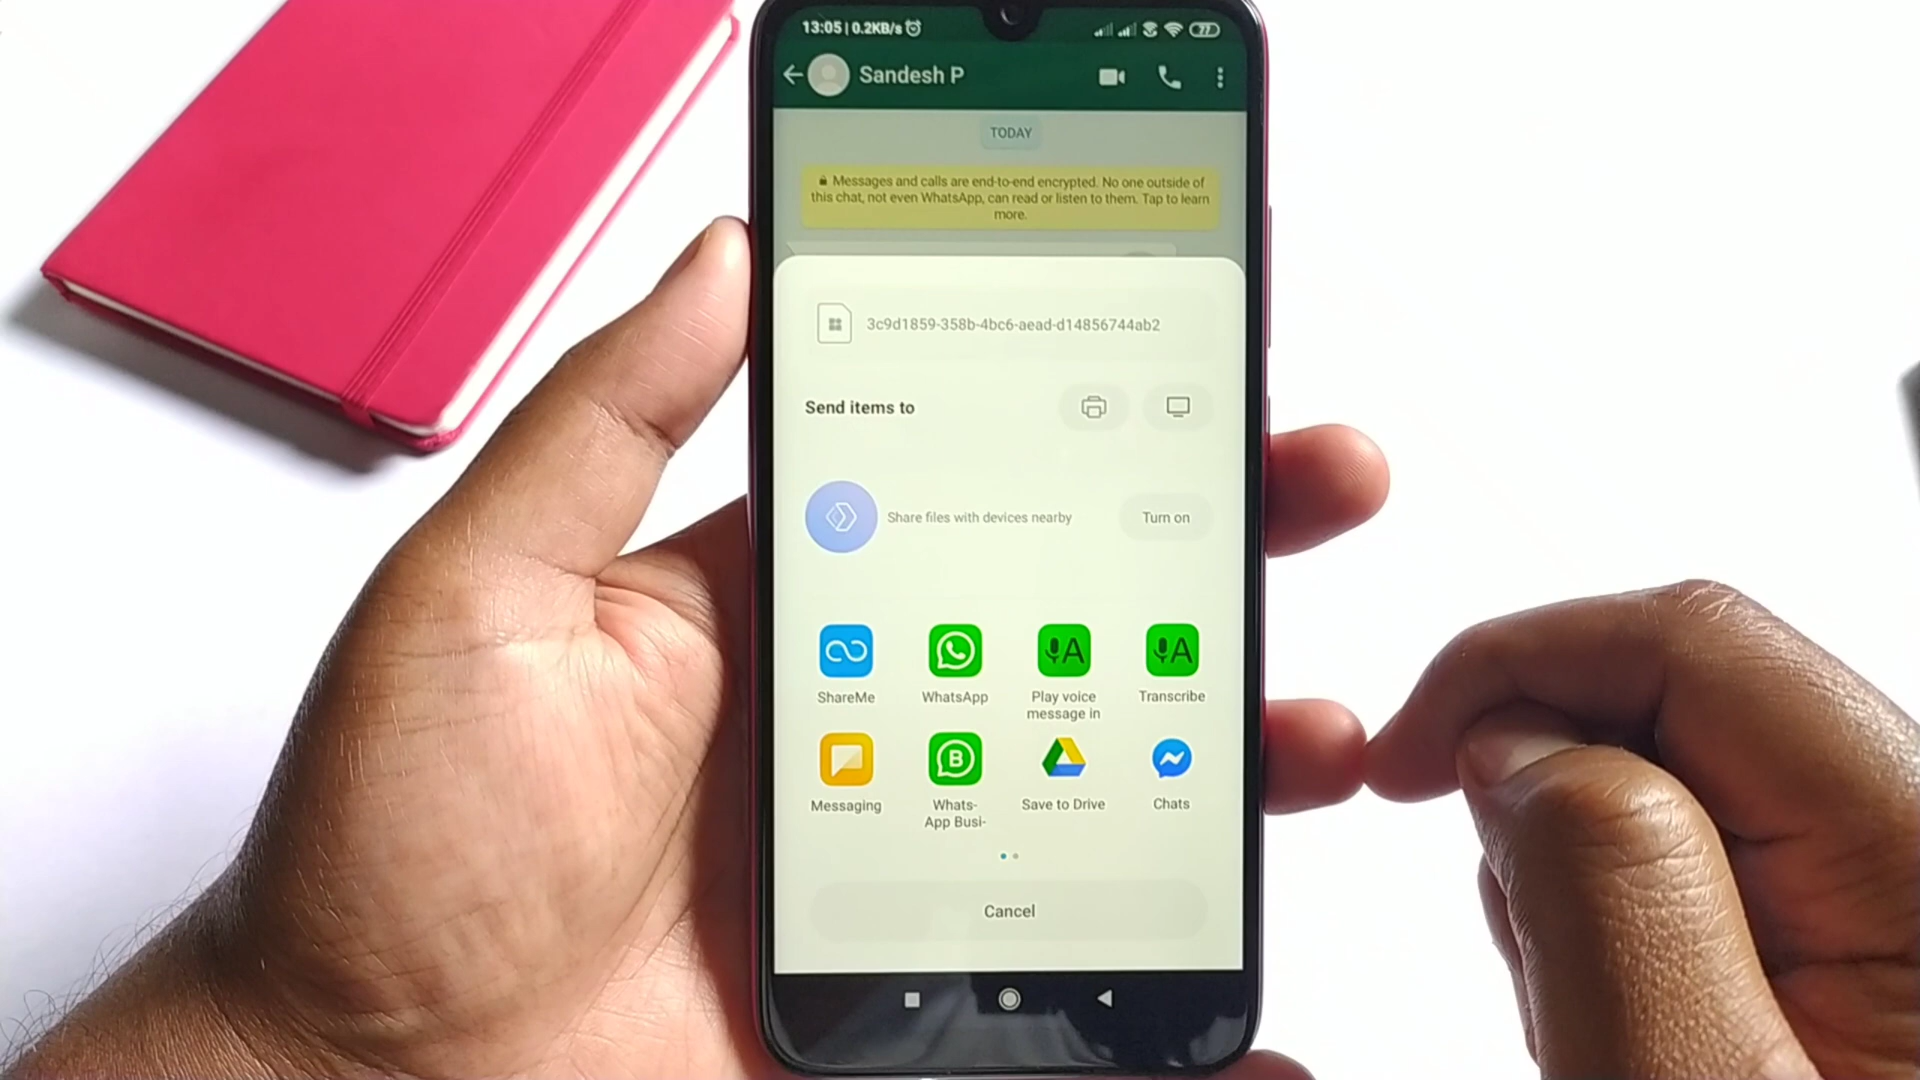 13:05 | 0.2KB/s
77
Sandesh P
TODAY
Messages and calls are end-to-end encrypted. No one outside of
this chat, not even WhatsApp, can read or listen to them. Tap to learn
more.
3c9d1859-358b-4bc6-aead-d14856744ab2
Send items to
Share files with devices nearby
Turn on
A
A
ShareMe
WhatsApp
Play voice
message in
Transcribe
B
Messaging
Whats-
App Busi-
Save to Drive
Chats
Cancel